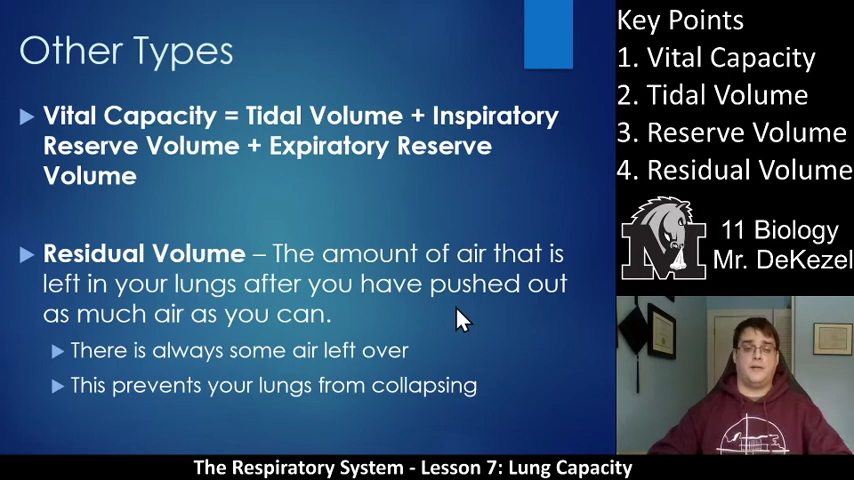 Other Types
Vital Capacity = Tidal Volume + Inspiratory
Reserve Volume + Expiratory Reserve
Volume
Residual Volume – The amount of air that is
left in your lungs after you have pushed out
as much air as you can.
There is always some air left over
This prevents your lungs from collapsing
Key Points
1. Vital Capacity
2. Tidal Volume
3. Reserve Volume
4. Residual Volume
M
11 Biology
Mr. DeKezel
The Respiratory System - Lesson 7: Lung Capacity